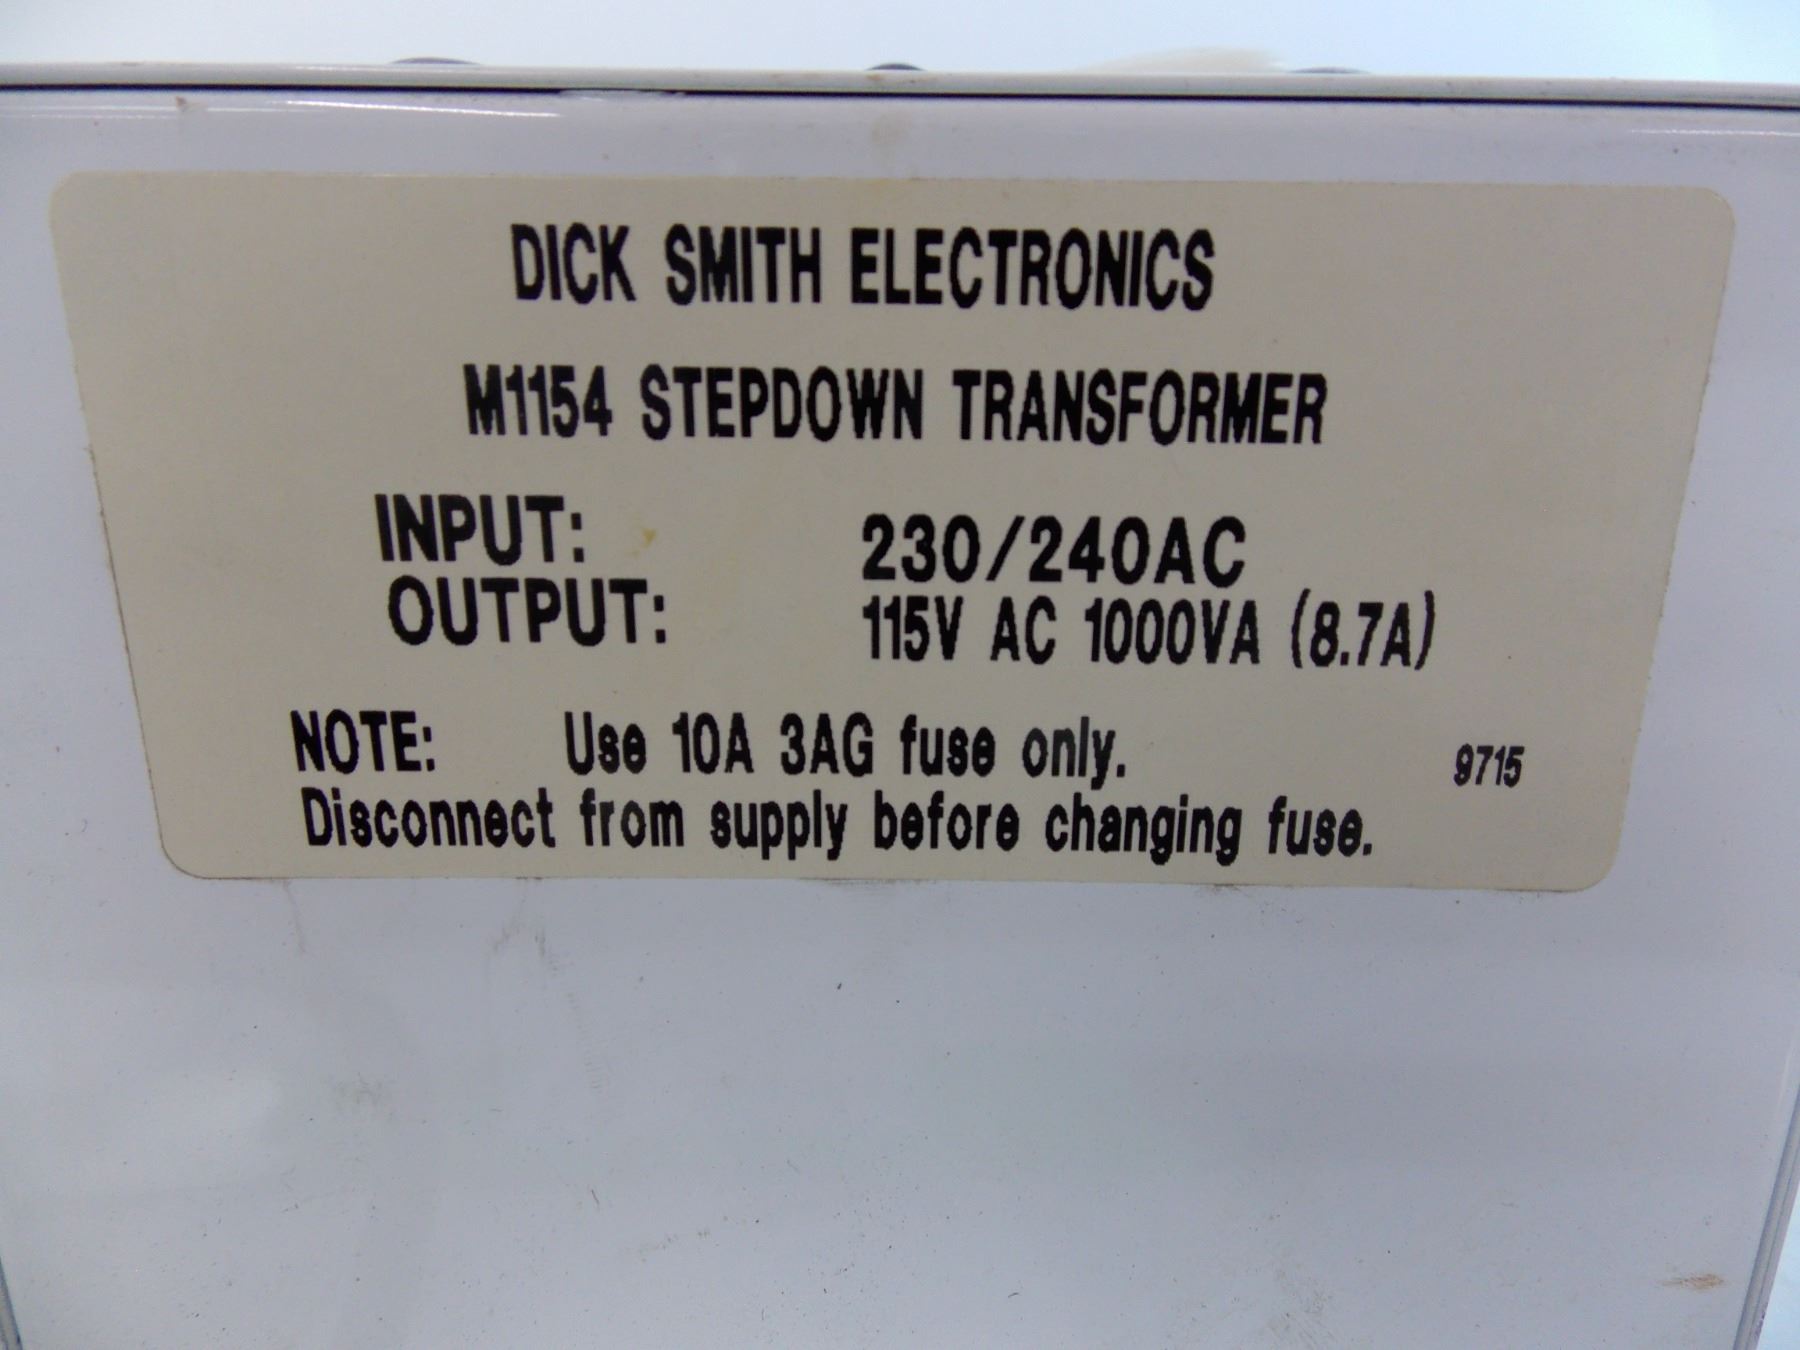 DICK SMITH ELECTRONICS
M1154 STEPDOWN TRANSFORMER
INPUT: 230/240AC
OUTPUT: 115V AC 1000VA (8.7A)
NOTE: Use 10A 3AG fuse only. 9715
Disconnect from supply before changing fuse.